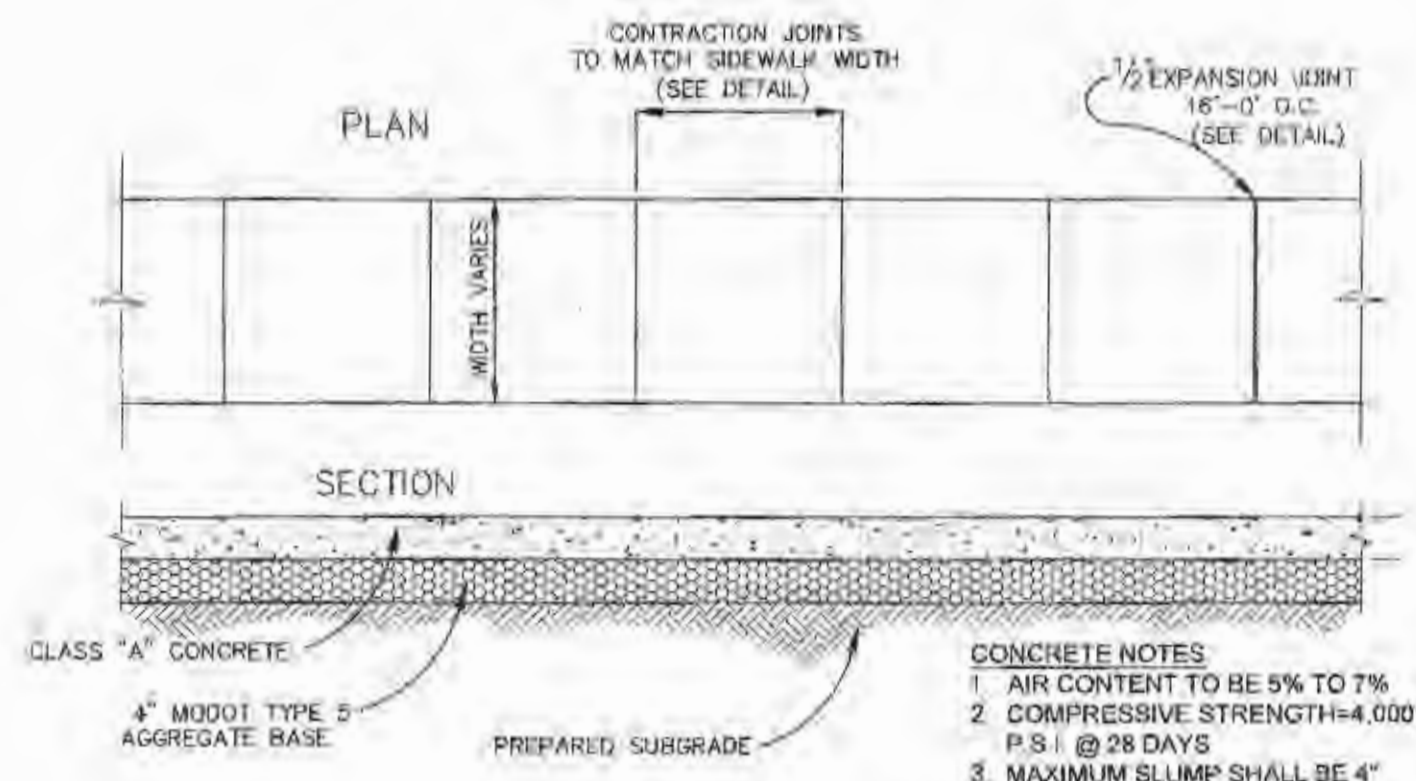 CONTRACTION JOINTS
TO MATCH SIDEWALK WIDTH
(SEE DETAIL)
1/2" EXPANSION JOINT
16'-0" O.C.
(SEE DETAIL)
PLAN
WIDTH VARIES
SECTION
CLASS "A" CONCRETE
4" MODOT TYPE 5
AGGREGATE BASE
PREPARED SUBGRADE
CONCRETE NOTES
1. AIR CONTENT TO BE 5% TO 7%
2. COMPRESSIVE STRENGTH=4,000
P.S.I. @ 28 DAYS
3. MAXIMUM SLUMP SHALL BE 4"